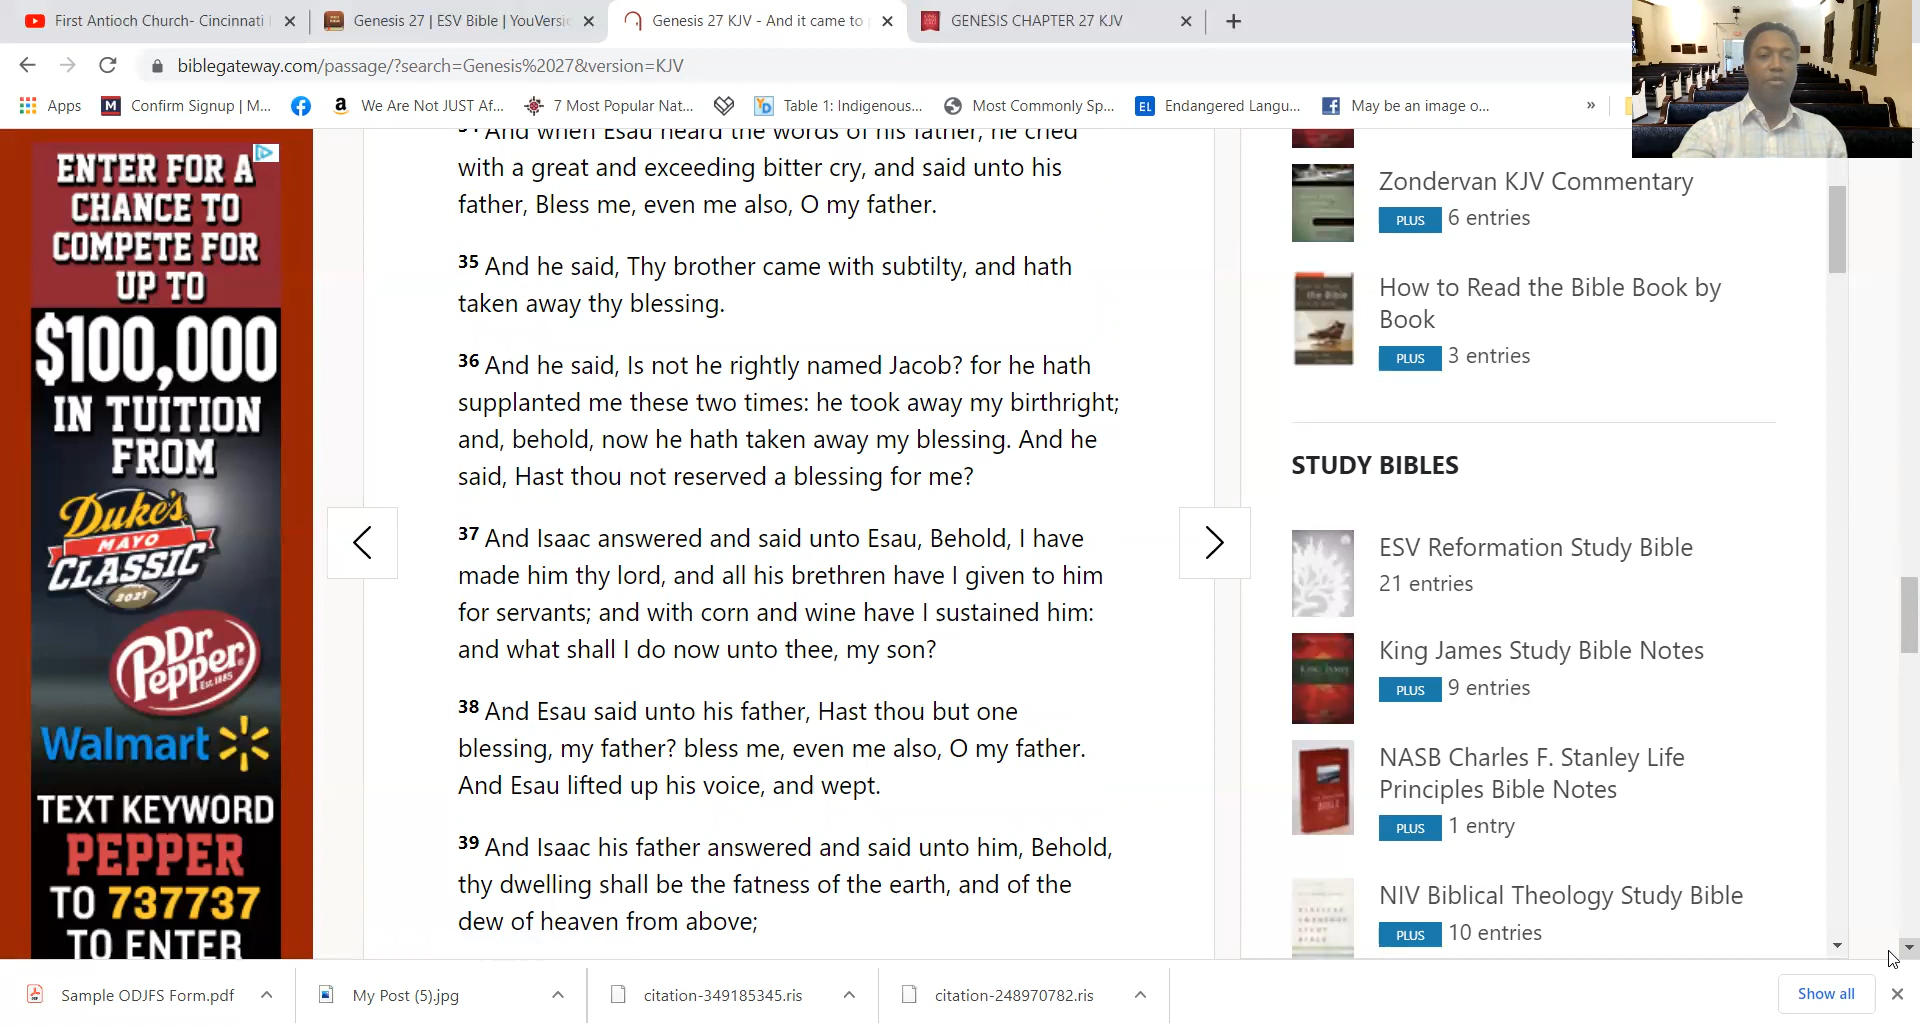 First Antioch Church- Cincinnati
Genesis 27 | ESV Bible | YouVersi
Genesis 27 KJV - And it came to
GENESIS CHAPTER 27 KJV
biblegateway.com/passage/?search=Genesis%2027&version=KJV
Apps
Confirm Signup | M...
We Are Not JUST Af...
7 Most Popular Nat...
Table 1: Indigenous...
Most Commonly Sp...
Endangered Langu...
May be an image o...
ENTER FOR A
CHANCE TO
COMPETE FOR
UP TO
$100,000
IN TUITION
FROM
Duke's
MAYO
CLASSIC
2021
Dr
Pepper
Est. 1885
Walmart
TEXT KEYWORD
PEPPER
TO 737737
TO ENTER
And when Esau heard the words of his father, he cried
with a great and exceeding bitter cry, and said unto his
father, Bless me, even me also, O my father.
35 And he said, Thy brother came with subtilty, and hath
taken away thy blessing.
36 And he said, Is not he rightly named Jacob? for he hath
supplanted me these two times: he took away my birthright;
and, behold, now he hath taken away my blessing. And he
said, Hast thou not reserved a blessing for me?
37 And Isaac answered and said unto Esau, Behold, I have
made him thy lord, and all his brethren have I given to him
for servants; and with corn and wine have I sustained him:
and what shall I do now unto thee, my son?
38 And Esau said unto his father, Hast thou but one
blessing, my father? bless me, even me also, O my father.
And Esau lifted up his voice, and wept.
39 And Isaac his father answered and said unto him, Behold,
thy dwelling shall be the fatness of the earth, and of the
dew of heaven from above;
Zondervan KJV Commentary
PLUS 6 entries
How to Read the Bible Book by
Book
PLUS 3 entries
STUDY BIBLES
ESV Reformation Study Bible
21 entries
King James Study Bible Notes
PLUS 9 entries
NASB Charles F. Stanley Life
Principles Bible Notes
PLUS 1 entry
NIV Biblical Theology Study Bible
PLUS 10 entries
Sample ODJFS Form.pdf
My Post (5).jpg
citation-349185345.ris
citation-248970782.ris
Show all